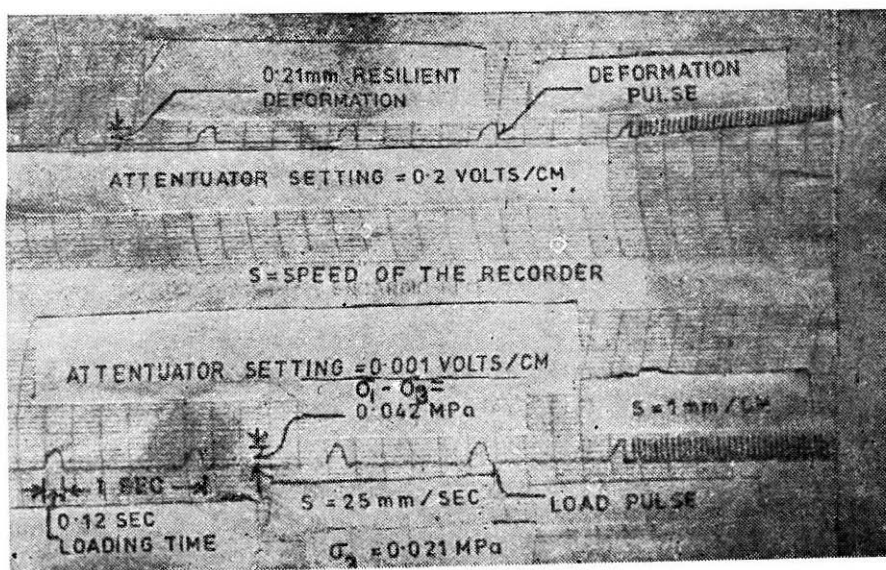 0.21mm RESILIENT
DEFORMATION
DEFORMATION
PULSE
ATTENTUATOR SETTING = 0.2 VOLTS/CM
S = SPEED OF THE RECORDER
ATTENTUATOR SETTING = 0.001 VOLTS/CM
σ1 - σ3 =
0.042 MPa
S = 1mm/CM
1 SEC
S = 25 mm/SEC
LOAD PULSE
0.12 SEC
LOADING TIME
σ3 = 0.021 MPa